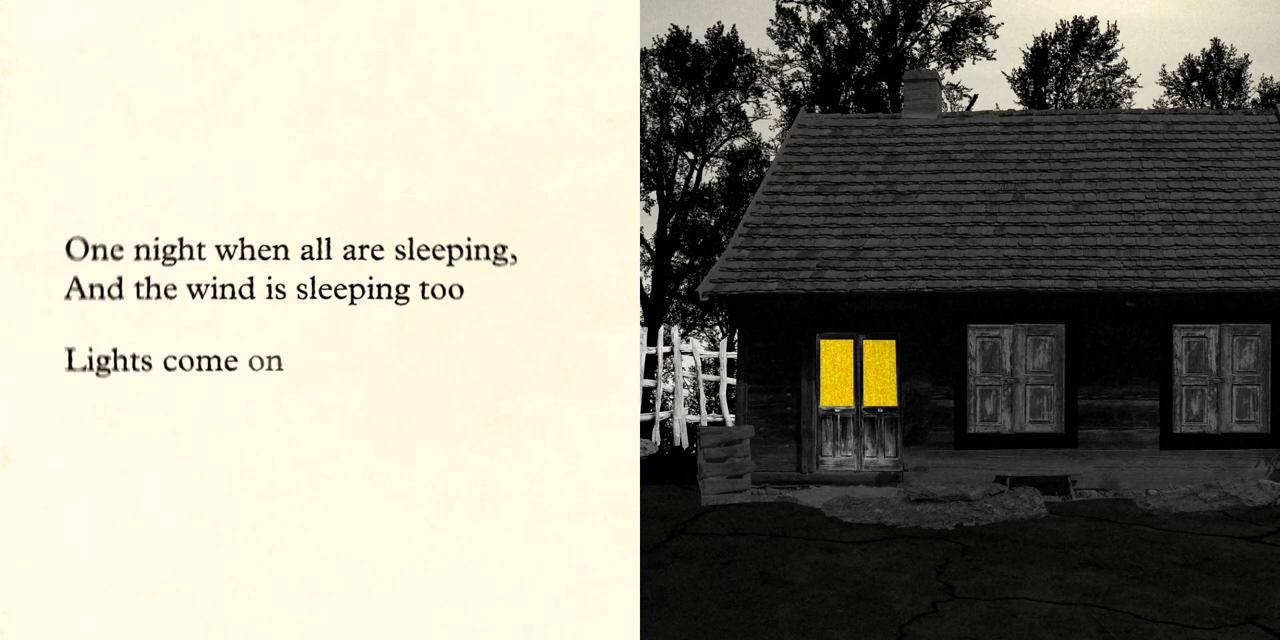 One night when all are sleeping,
And the wind is sleeping too
Lights come on